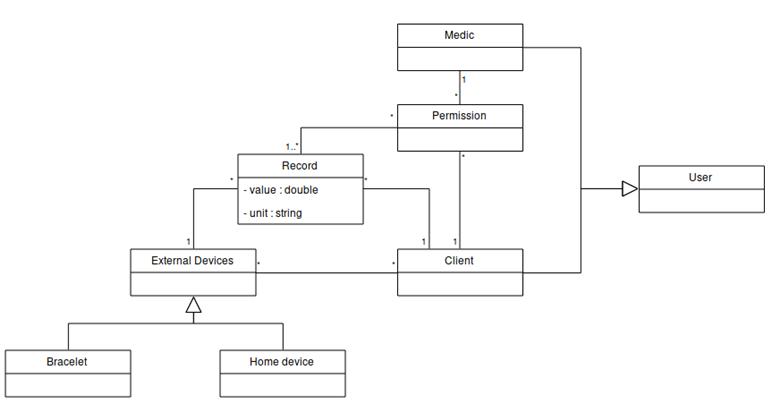 Medic
1
*
Permission
*
*
1..*
Record
- value : double
- unit : string
*
*
User
1
1
1
External Devices
*
*
Client
Bracelet
Home device